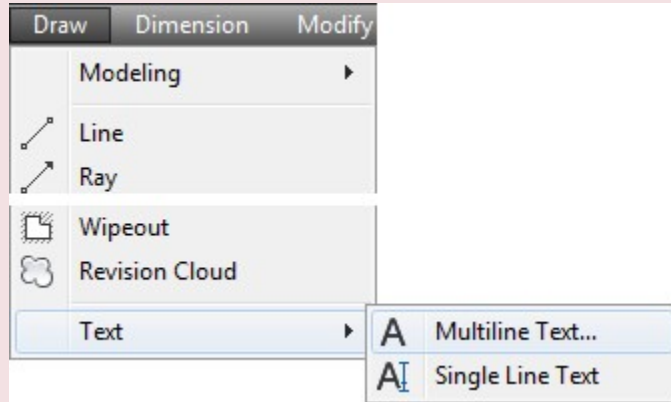 Draw Dimension Modify
Modeling
Line
Ray
Wipeout
Revision Cloud
Text
Multiline Text...
Single Line Text